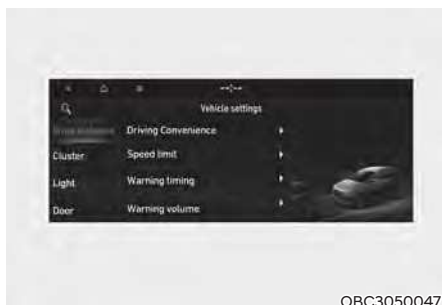 --:--
Vehicle settings
Driving Convenience
Cluster
Speed limit
Light
Warning timing
Door
Warning volume
OBC3050047